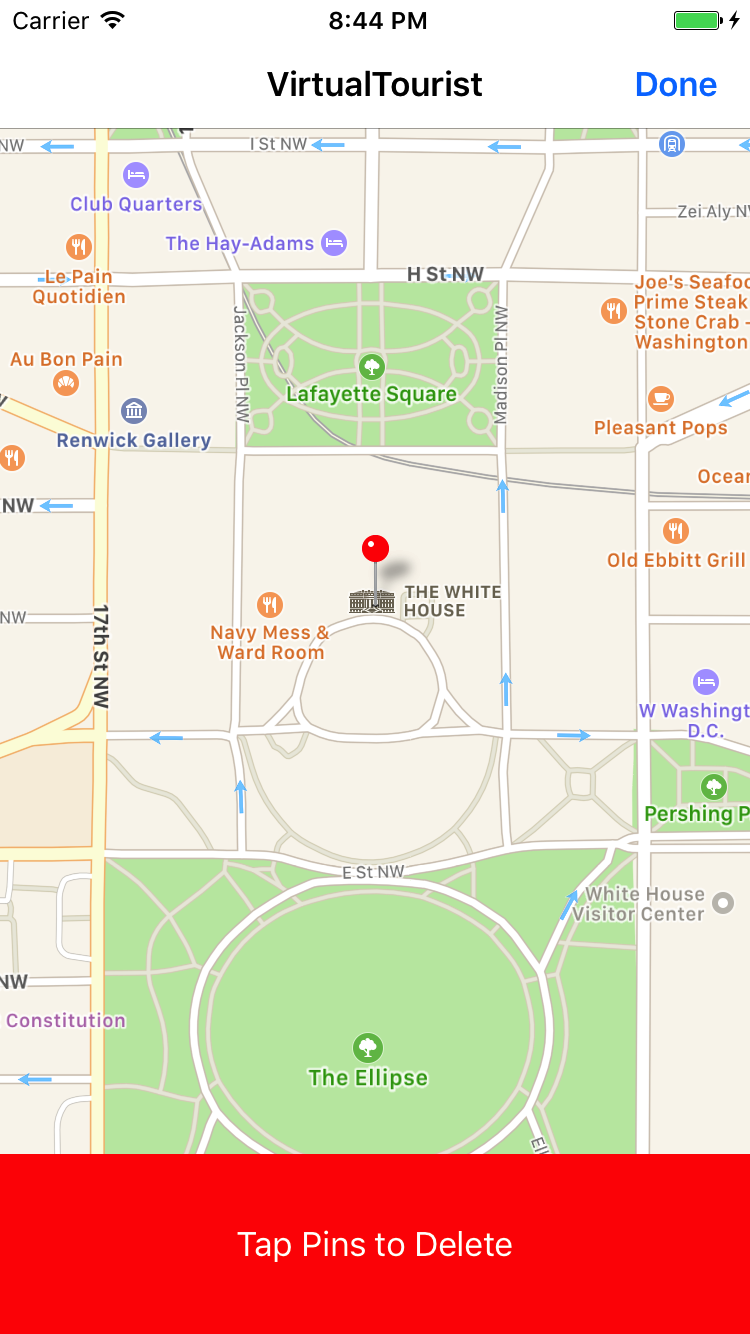 Carrier
8:44 PM
VirtualTourist
Done
NW
I St NW
Club Quarters
Zei Aly NW
The Hay-Adams
H St NW
Le Pain
Quotidien
Joe's Seafoo
Prime Steak
Stone Crab -
Washington
Jackson Pl NW
Madison Pl NW
Au Bon Pain
Lafayette Square
Renwick Gallery
Pleasant Pops
Ocean
NW
Old Ebbitt Grill
THE WHITE
HOUSE
NW
17th St NW
Navy Mess &
Ward Room
W Washingt
D.C.
Pershing P
E St NW
White House
Visitor Center
NW
Constitution
The Ellipse
Ell
Tap Pins to Delete